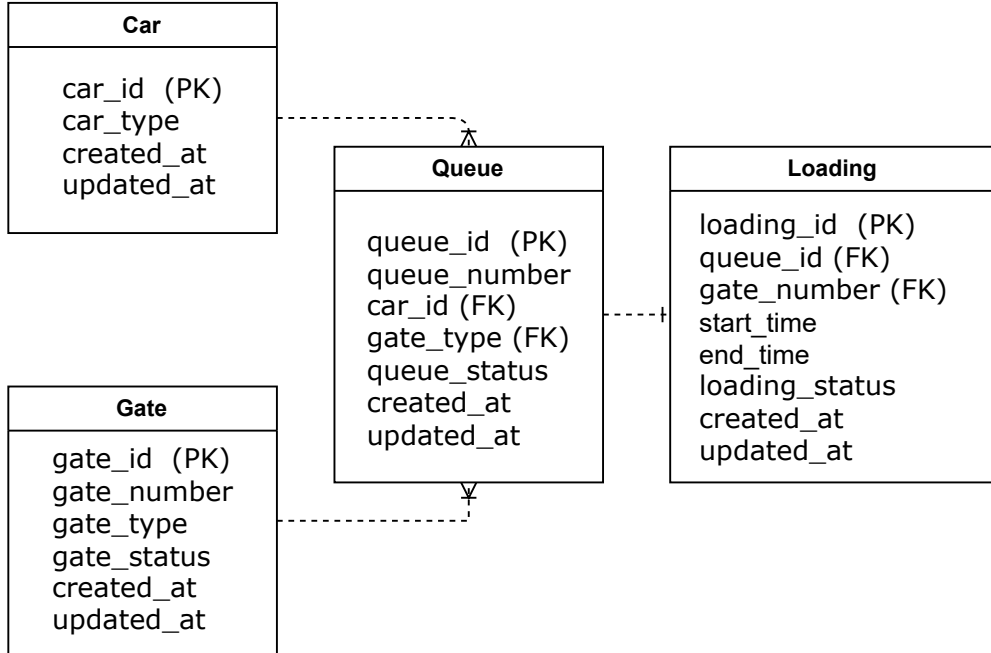 Car
car_id (PK)
car_type
created_at
updated_at
Queue
queue_id (PK)
queue_number
car_id (FK)
gate_type (FK)
queue_status
created_at
updated_at
Loading
loading_id (PK)
queue_id (FK)
gate_number (FK)
start_time
end_time
loading_status
created_at
updated_at
Gate
gate_id (PK)
gate_number
gate_type
gate_status
created_at
updated_at